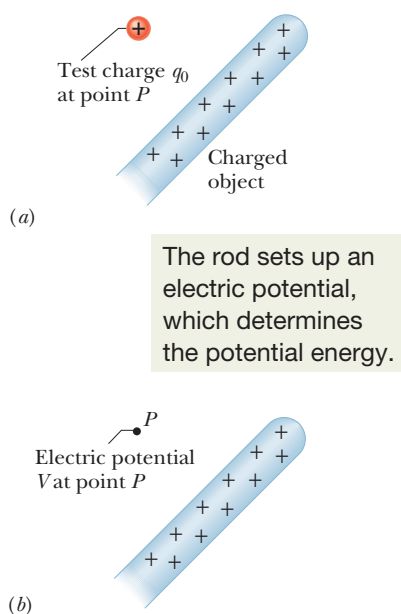 Test charge q0
at point P
Charged
object
(a)
The rod sets up an
electric potential,
which determines
the potential energy.
P
Electric potential
V at point P
(b)